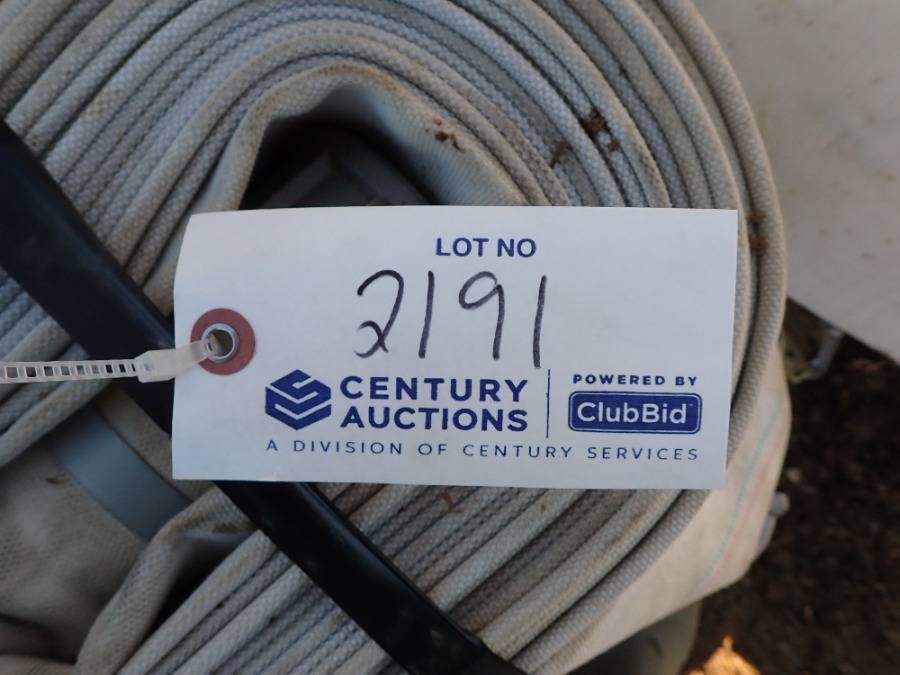 LOT NO
2191
CENTURY
AUCTIONS
A DIVISION OF CENTURY SERVICES
POWERED BY
ClubBid